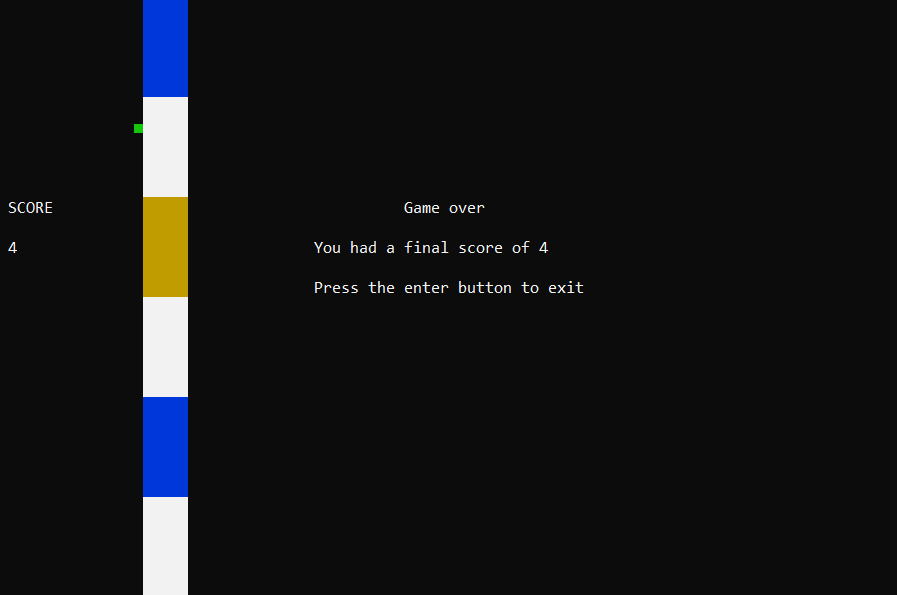 SCORE
Game over
4
You had a final score of 4
Press the enter button to exit